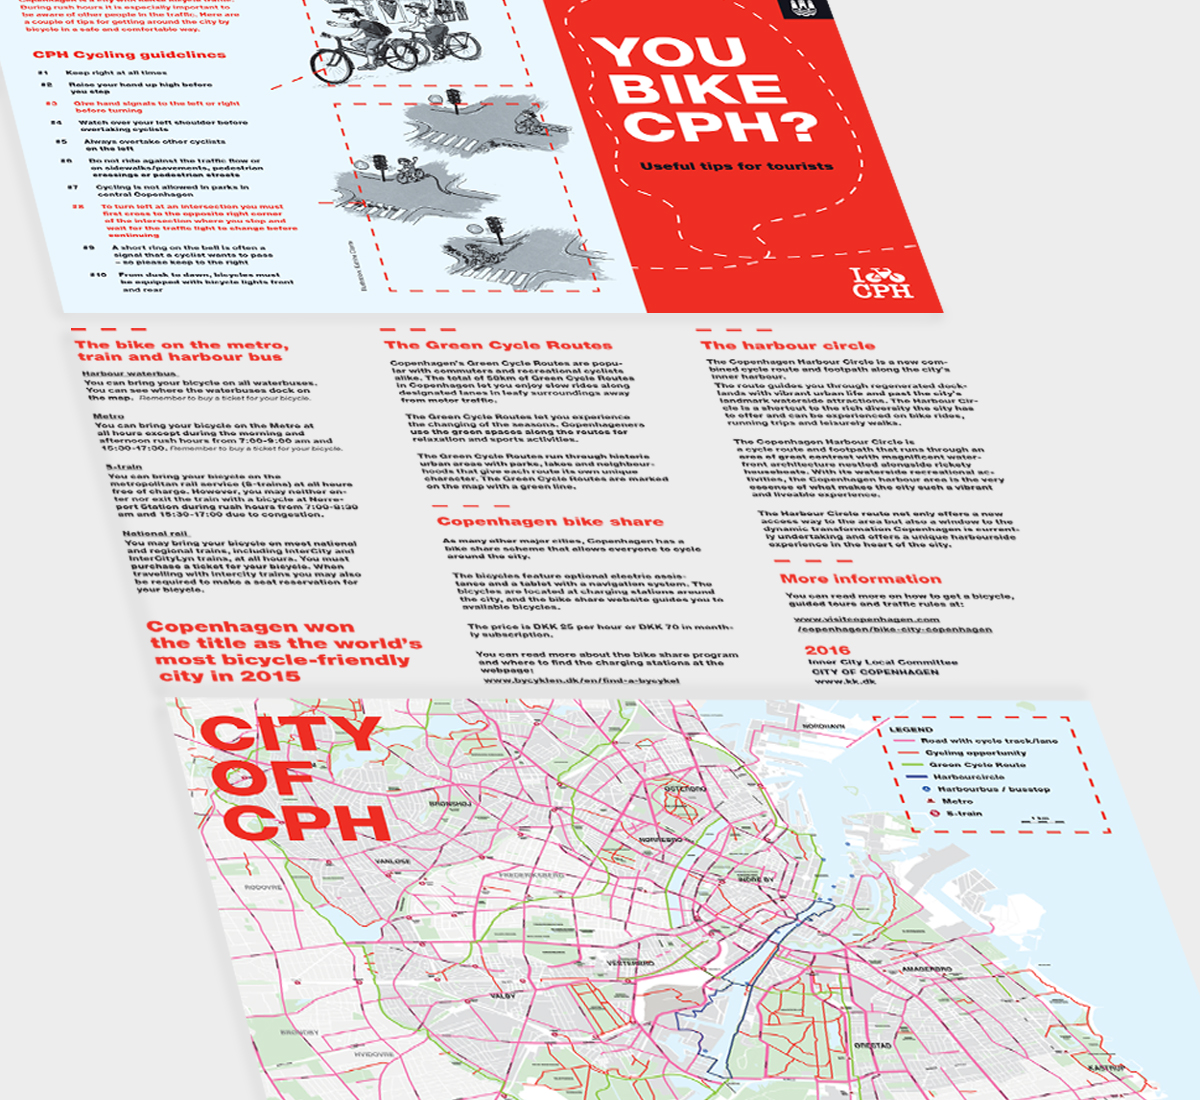 During rush hours it is especially important to
be aware of other people in the traffic. Here are
a couple of tips for getting around the city by
bicycle in a safe and comfortable way.
CPH Cycling guidelines
#1 Keep right at all times
#2 Raise your hand up high before
you stop
#3 Give hand signals to the left or right
before turning
#4 Watch over your left shoulder before
overtaking cyclists
#5 Always overtake other cyclists
on the left
#6 Do not ride against the traffic flow or
on sidewalks/pavements, pedestrian
crossings or pedestrian streets
#7 Cycling is not allowed in parks in
central Copenhagen
#8 To turn left at an intersection you must
first cross to the opposite right corner
of the intersection where you stop and
wait for the traffic light to change before
continuing
#9 A short ring on the bell is often a
signal that a cyclist wants to pass
– so please keep to the right
#10 From dusk to dawn, bicycles must
be equipped with bicycle lights front
and rear
YOU
BIKE
CPH?
Useful tips for tourists
I
CPH
The bike on the metro,
train and harbour bus
Harbour waterbus
You can bring your bicycle on all waterbuses.
You can see where the waterbuses dock on
the map. Remember to buy a ticket for your bicycle.
Metro
You can bring your bicycle on the Metro at
all hours except during the morning and
afternoon rush hours from 7:00-9:00 am and
15:30-17:30. Remember to buy a ticket for your bicycle.
S-train
You can bring your bicycle on the
metropolitan rail service (S-trains) at all hours
free of charge. However, you may neither en-
ter nor exit the train with a bicycle at Nørre-
port Station during rush hours from 7:00-8:30
am and 15:30-17:00 due to congestion.
National rail
You may bring your bicycle on most national
and regional trains, including InterCity and
InterCityLyn trains, at all hours. You must
purchase a ticket for your bicycle. When
travelling with Intercity trains you may also
be required to make a seat reservation for
your bicycle.
Copenhagen won
the title as the world's
most bicycle-friendly
city in 2015
The Green Cycle Routes
Copenhagen's Green Cycle Routes are popu-
lar with commuters and recreational cyclists
alike. The total of 58km of Green Cycle Routes
in Copenhagen let you enjoy slow rides along
designated lanes in leafy surroundings away
from motor traffic.
The Green Cycle Routes let you experience
the changing of the seasons. Copenhageners
use the green spaces along the routes for
relaxation and sports activities.
The Green Cycle Routes run through historic
urban areas with parks, lakes and neighbour-
hoods that give each route its own unique
character. The Green Cycle Routes are marked
on the map with a green line.
Copenhagen bike share
As many other major cities, Copenhagen has a
bike share scheme that allows everyone to cycle
around the city.
The bicycles feature optional electric assis-
tance and a tablet with a navigation system. The
bicycles are located at charging stations around
the city, and the bike share website guides you to
available bicycles.
The price is DKK 25 per hour or DKK 70 in month-
ly subscription.
You can read more about the bike share program
and where to find the charging stations at the
webpage:
www.bycyklen.dk/en/find-a-bysykel
The harbour circle
The Copenhagen Harbour Circle is a new com-
bined cycle route and footpath along the city's
inner harbour.
The route guides you through regenerated dock-
lands with vibrant urban life and past the city's
landmark waterside attractions. The Harbour Cir-
cle is a shortcut to the rich diversity the city has
to offer and can be experienced on bike rides,
running trips and leisurely walks.
The Copenhagen Harbour Circle is
a cycle route and footpath that runs through an
area of great contrast with magnificent water-
front architecture nestled alongside rickety
houseboats. With its waterside recreational ac-
tivities, the Copenhagen harbour area is the very
essence of what makes the city such a vibrant
and liveable experience.
The Harbour Circle route not only offers a new
access way to the area but also a window to the
dynamic transformation Copenhagen is current-
ly undertaking and offers a unique harbourside
experience in the heart of the city.
More information
You can read more on how to get a bicycle,
guided tours and traffic rules at:
www.visitcopenhagen.com
/copenhagen/bike-city-copenhagen
2016
Inner City Local Committee
CITY OF COPENHAGEN
www.kk.dk
CITY
OF
CPH
LEGEND
Road with cycle track/lane
Cycling opportunity
Green Cycle Route
Harbourcircle
Harbourbus / busstop
Metro
S-train
1 km
NORDHAVN
ØSTERBRO
BRØNSHØJ
NØRREBRO
VANLØSE
FREDERIKSBERG
INDRE BY
RØDOVRE
VESTERBRO
AMAGERBRO
VALBY
BRØNDBY
HVIDOVRE
ØRESTAD
KASTRUP